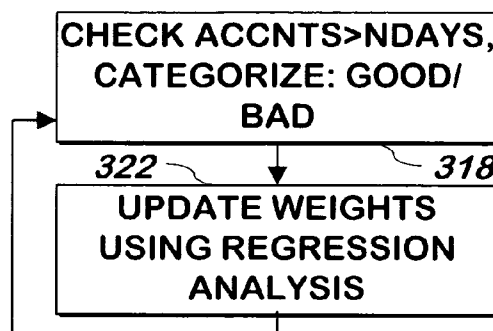 CHECK ACCNTS>NDAYS,
CATEGORIZE: GOOD/
BAD
322
318
UPDATE WEIGHTS
USING REGRESSION
ANALYSIS